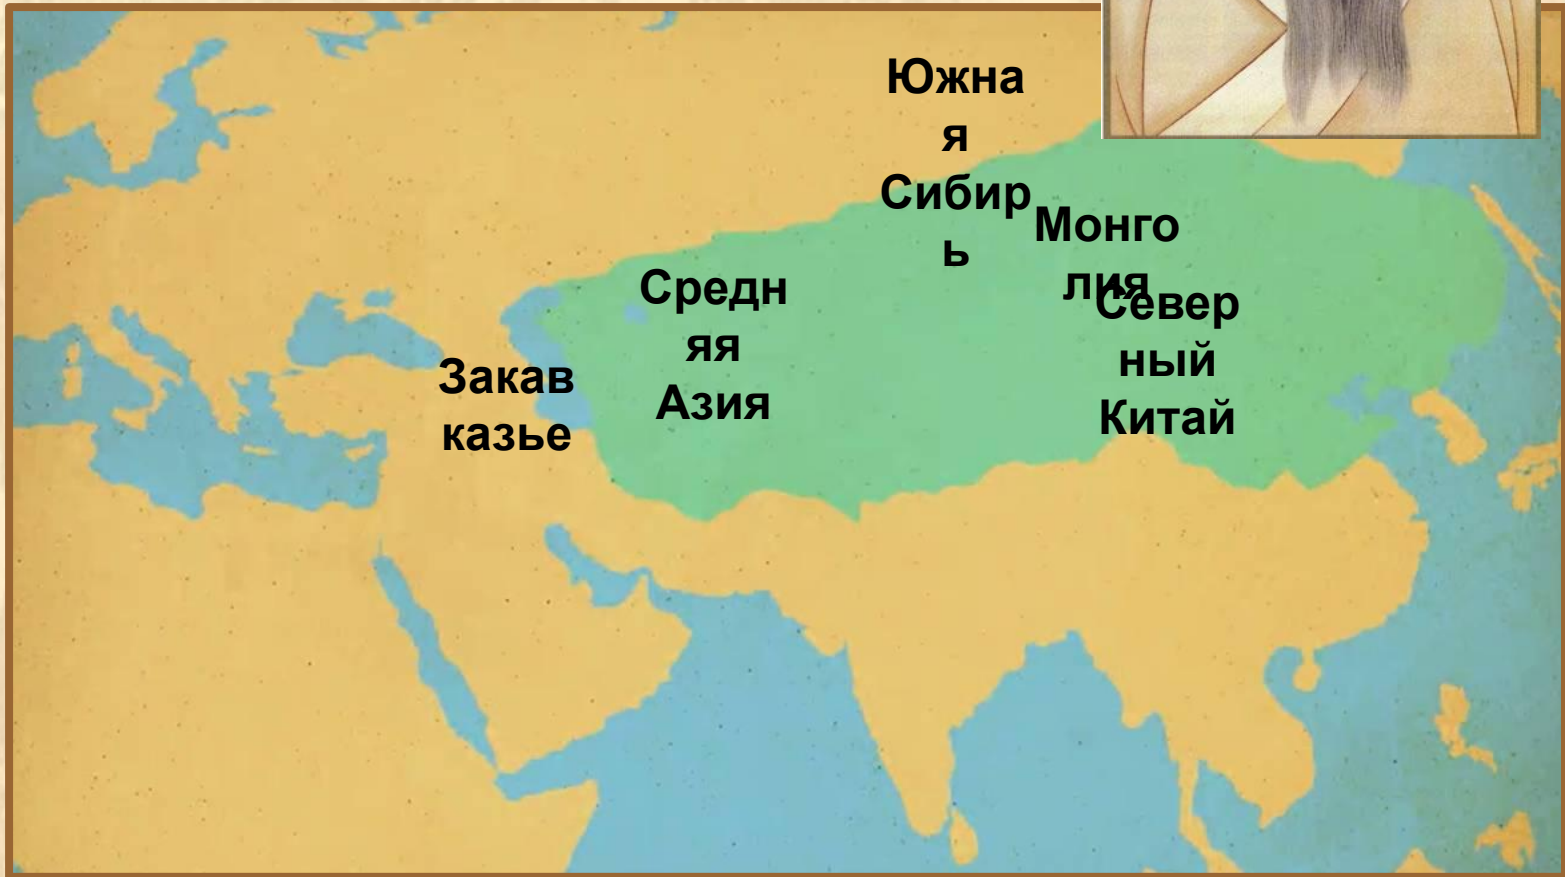 Южна
я
Сибир
ь
Монго
лия
Средн
яя
Азия
Север
ный
Китай
Закав
казье